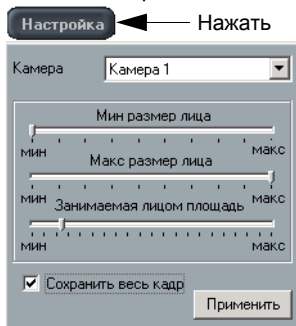 Настройка Нажать
Камера Камера 1
Мин размер лица
мин макс
Макс размер лица
мин макс
Занимаемая лицом площадь
мин макс
Сохранить весь кадр
Применить